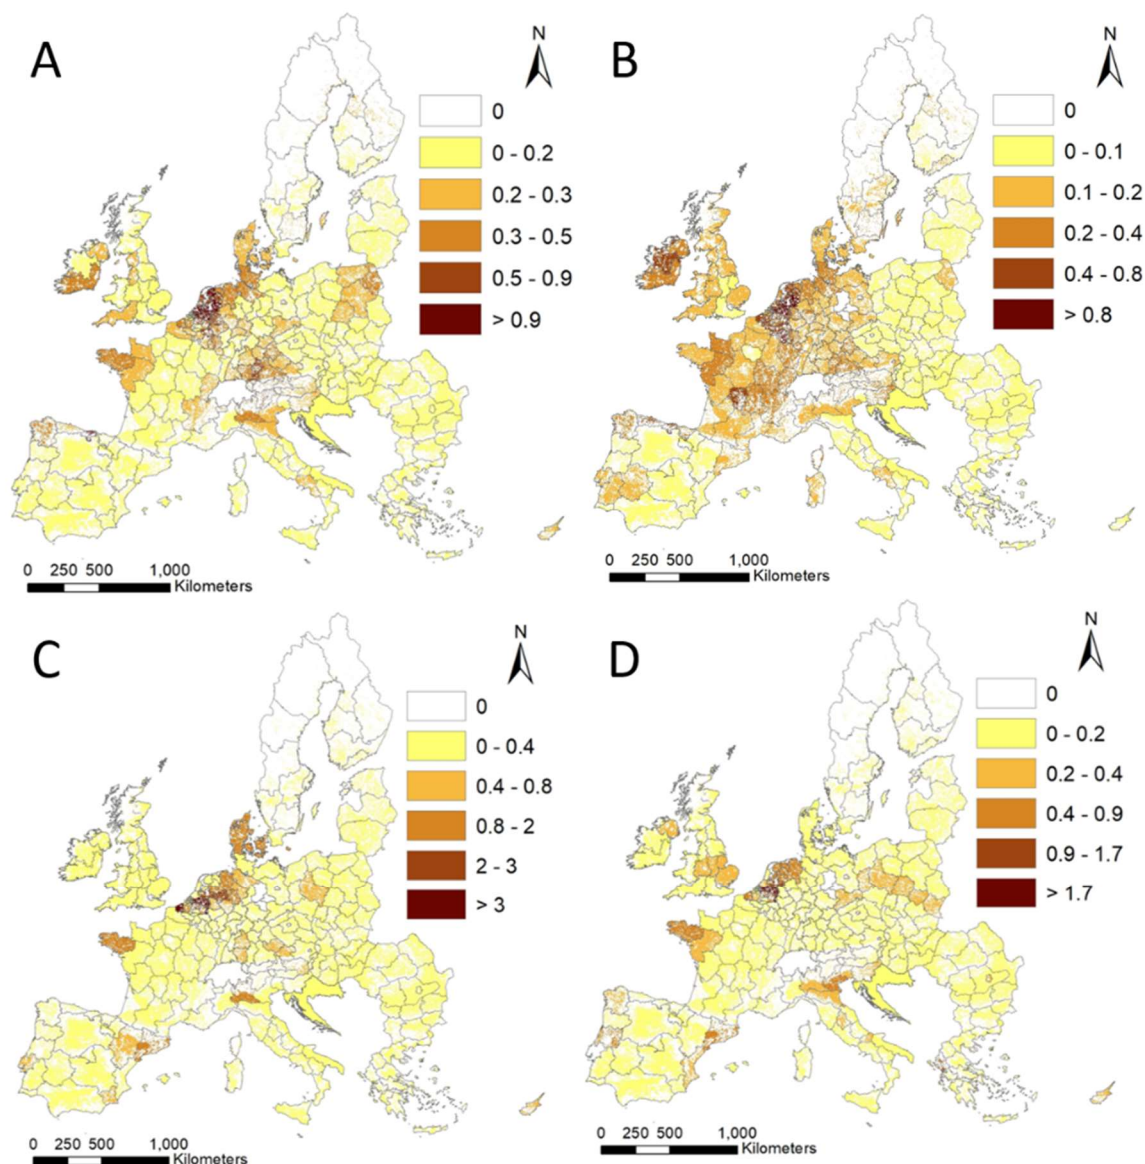 A
N
0
0 - 0.2
0.2 - 0.3
0.3 - 0.5
0.5 - 0.9
> 0.9
0 250 500 1,000
Kilometers
B
N
0
0 - 0.1
0.1 - 0.2
0.2 - 0.4
0.4 - 0.8
> 0.8
0 250 500 1,000
Kilometers
C
N
0
0 - 0.4
0.4 - 0.8
0.8 - 2
2 - 3
> 3
0 250 500 1,000
Kilometers
D
N
0
0 - 0.2
0.2 - 0.4
0.4 - 0.9
0.9 - 1.7
> 1.7
0 250 500 1,000
Kilometers